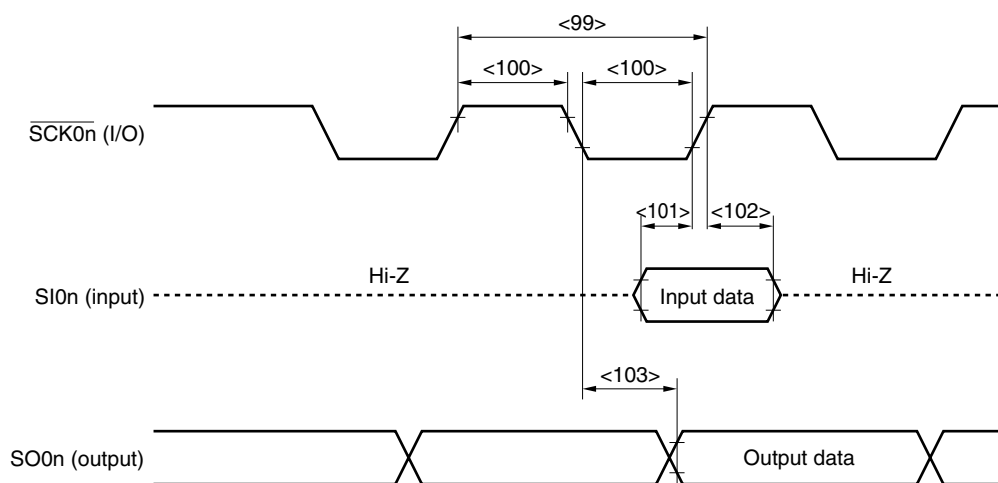 <99>
<100> <100>
SCK0n (I/O)
<101> <102>
Hi-Z Hi-Z
SI0n (input) Input data
<103>
SO0n (output) Output data